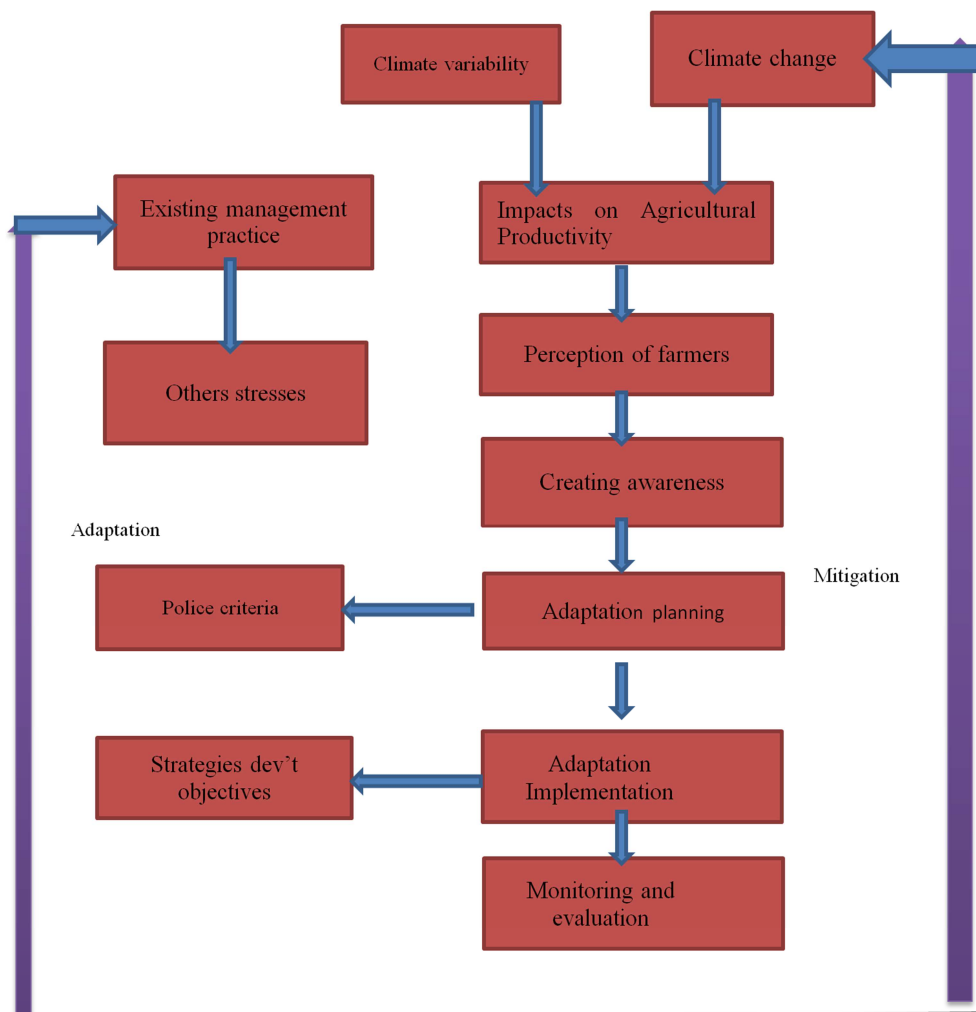 Climate variability
Climate change
Existing management
practice
Impacts on Agricultural
Productivity
Perception of farmers
Others stresses
Creating awareness
Adaptation
Mitigation
Police criteria
Adaptation planning
Strategies dev't
objectives
Adaptation
Implementation
Monitoring and
evaluation